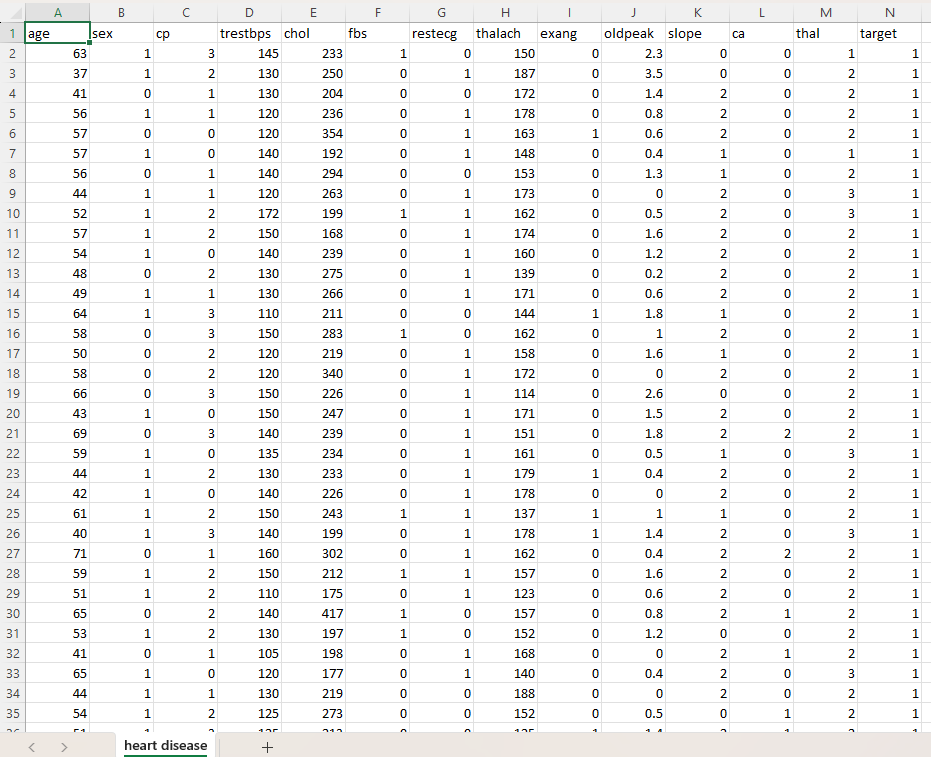 A B C D E F G H I J K L M N
1 age sex cp trestbps chol fbs restecg thalach exang oldpeak slope ca thal target
2 63 1 3 145 233 1 0 150 0 2.3 0 0 1 1
3 37 1 2 130 250 0 1 187 0 3.5 0 0 2 1
4 41 0 1 130 204 0 0 172 0 1.4 2 0 2 1
5 56 1 1 120 236 0 1 178 0 0.8 2 0 2 1
6 57 0 0 120 354 0 1 163 1 0.6 2 0 2 1
7 57 1 0 140 192 0 1 148 0 0.4 1 0 1 1
8 56 0 1 140 294 0 0 153 0 1.3 1 0 2 1
9 44 1 1 120 263 0 1 173 0 0 2 0 3 1
10 52 1 2 172 199 1 1 162 0 0.5 2 0 3 1
11 57 1 2 150 168 0 1 174 0 1.6 2 0 2 1
12 54 1 0 140 239 0 1 160 0 1.2 2 0 2 1
13 48 0 2 130 275 0 1 139 0 0.2 2 0 2 1
14 49 1 1 130 266 0 1 171 0 0.6 2 0 2 1
15 64 1 3 110 211 0 0 144 1 1.8 1 0 2 1
16 58 0 3 150 283 1 0 162 0 1 2 0 2 1
17 50 0 2 120 219 0 1 158 0 1.6 1 0 2 1
18 58 0 2 120 340 0 1 172 0 0 2 0 2 1
19 66 0 3 150 226 0 1 114 0 2.6 0 0 2 1
20 43 1 0 150 247 0 1 171 0 1.5 2 0 2 1
21 69 0 3 140 239 0 1 151 0 1.8 2 2 2 1
22 59 1 0 135 234 0 1 161 0 0.5 1 0 3 1
23 44 1 2 130 233 0 1 179 1 0.4 2 0 2 1
24 42 1 0 140 226 0 1 178 0 0 2 0 2 1
25 61 1 2 150 243 1 1 137 1 1 1 0 2 1
26 40 1 3 140 199 0 1 178 1 1.4 2 0 3 1
27 71 0 1 160 302 0 1 162 0 0.4 2 2 2 1
28 59 1 2 150 212 1 1 157 0 1.6 2 0 2 1
29 51 1 2 110 175 0 1 123 0 0.6 2 0 2 1
30 65 0 2 140 417 1 0 157 0 0.8 2 1 2 1
31 53 1 2 130 197 1 0 152 0 1.2 0 0 2 1
32 41 0 1 105 198 0 1 168 0 0 2 1 2 1
33 65 1 0 120 177 0 1 140 0 0.4 2 0 3 1
34 44 1 1 130 219 0 0 188 0 0 2 0 2 1
35 54 1 2 125 273 0 0 152 0 0.5 0 1 2 1
heart disease